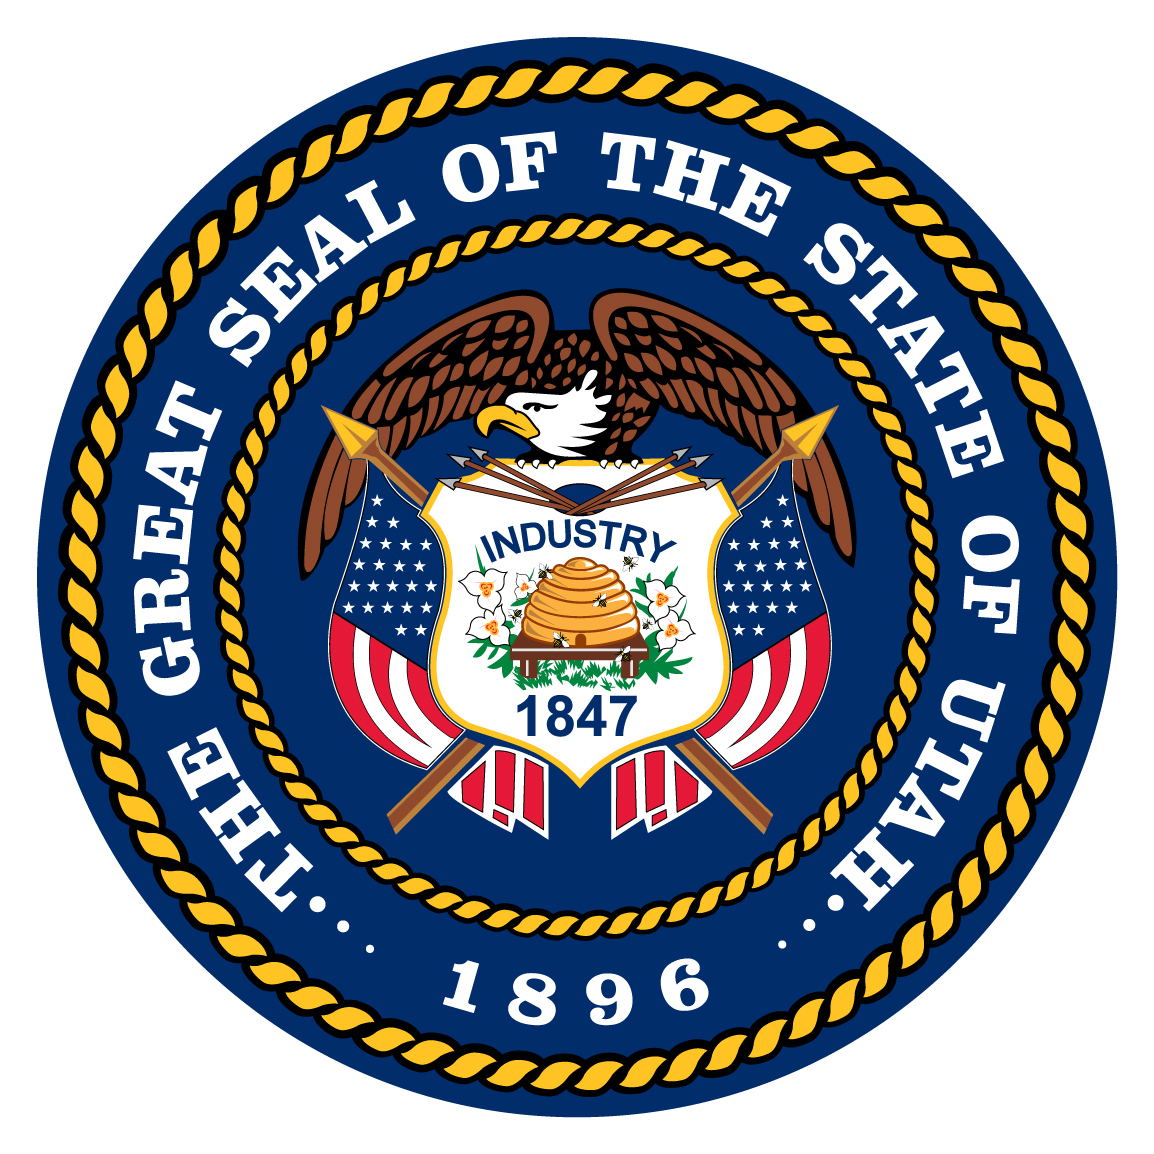 THE GREAT SEAL OF THE STATE OF UTAH
INDUSTRY
1847
1896